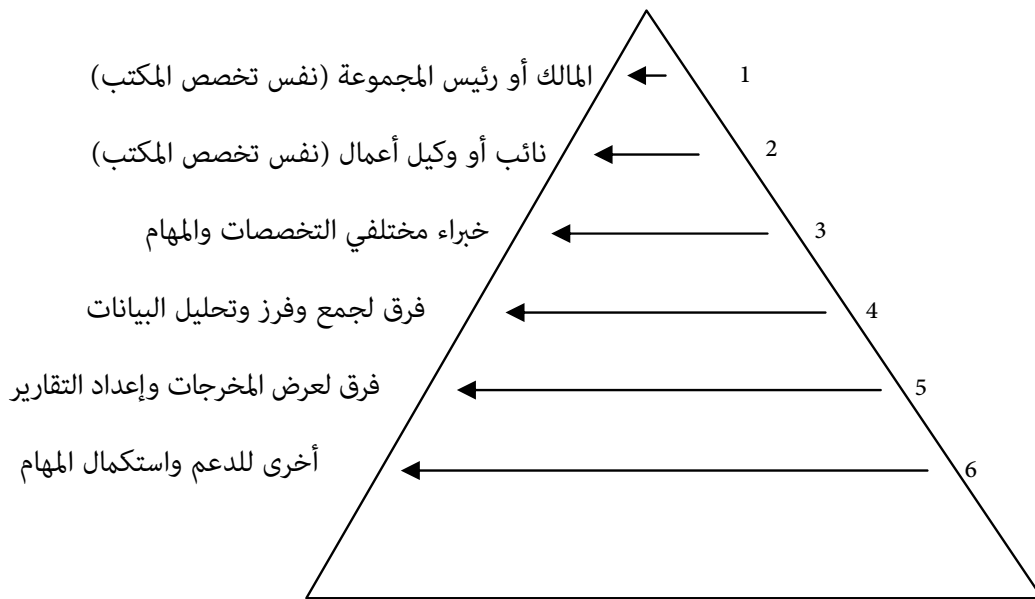 1 المالك أو رئيس المجموعة (نفس تخصص المكتب)
2 نائب أو وكيل أعمال (نفس تخصص المكتب)
3 خبراء مختلفي التخصصات والمهام
4 فرق لجمع وفرز وتحليل البيانات
5 فرق لعرض المخرجات وإعداد التقارير
6 أخرى للدعم واستكمال المهام